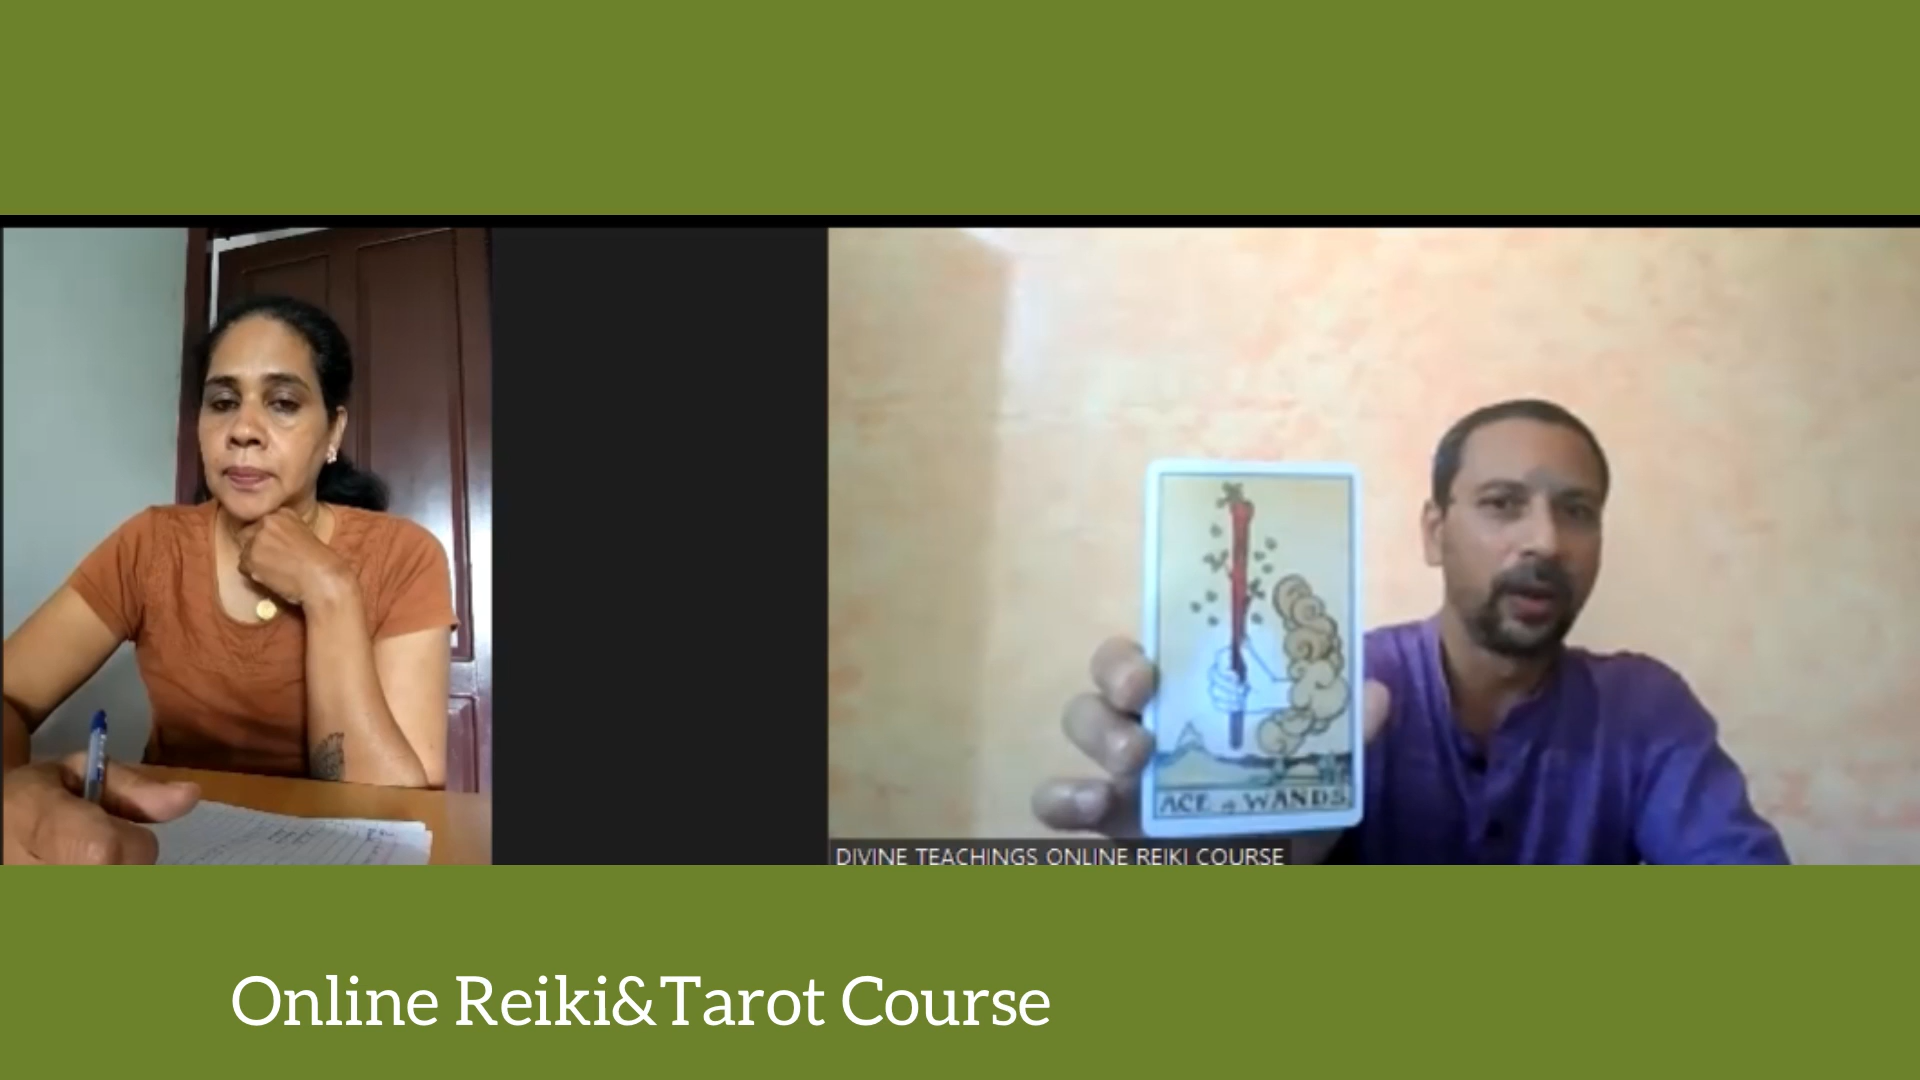 ACE of WANDS.
DIVINE TEACHINGS ONLINE REIKI COURSE
Online Reiki&Tarot Course